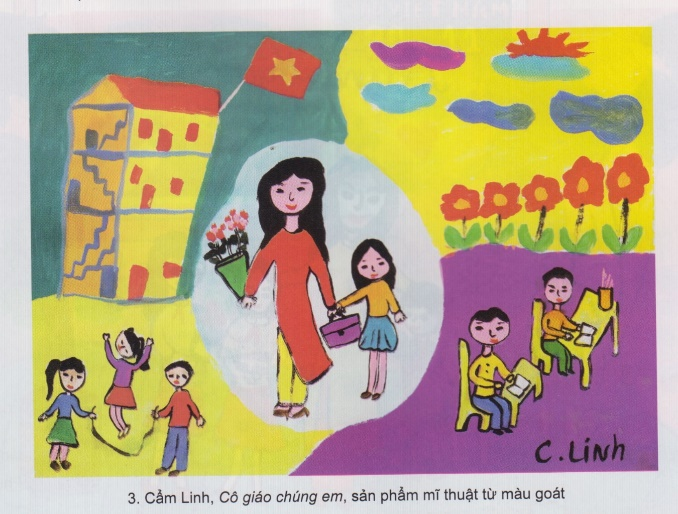 C. Linh
3. Cẩm Linh, Cô giáo chúng em, sản phẩm mĩ thuật từ màu goát